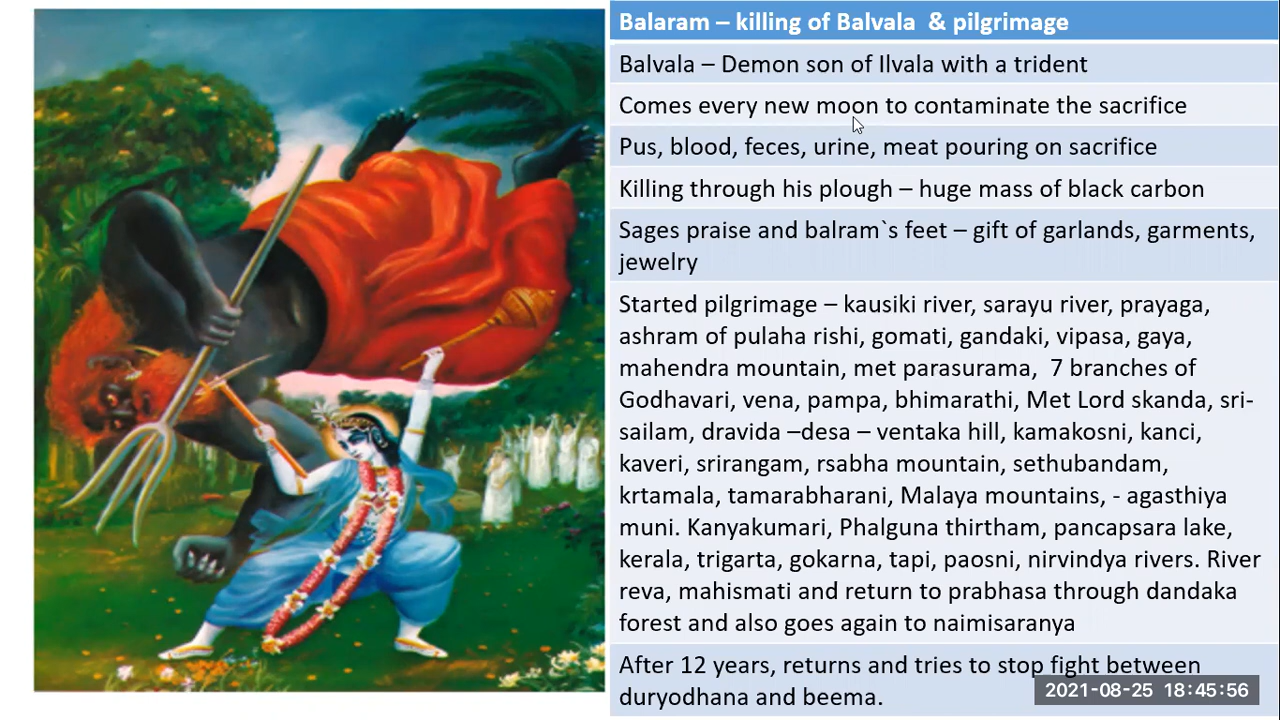 Balaram – killing of Balvala & pilgrimage
Balvala – Demon son of Ilvala with a trident
Comes every new moon to contaminate the sacrifice
Pus, blood, feces, urine, meat pouring on sacrifice
Killing through his plough – huge mass of black carbon
Sages praise and balram`s feet – gift of garlands, garments,
jewelry
Started pilgrimage – kausiki river, sarayu river, prayaga,
ashram of pulaha rishi, gomati, gandaki, vipasa, gaya,
mahendra mountain, met parasurama, 7 branches of
Godhavari, vena, pampa, bhimarathi, Met Lord skanda, sri-
sailam, dravida –desa – ventaka hill, kamakosni, kanci,
kaveri, srirangam, rsabha mountain, sethubandam,
krtamala, tamarabharani, Malaya mountains, - agasthiya
muni. Kanyakumari, Phalguna thirtham, pancapsara lake,
kerala, trigarta, gokarna, tapi, paosni, nirvindya rivers. River
reva, mahismati and return to prabhasa through dandaka
forest and also goes again to naimisaranya
After 12 years, returns and tries to stop fight between
duryodhana and beema.
2021-08-25 18:45:56